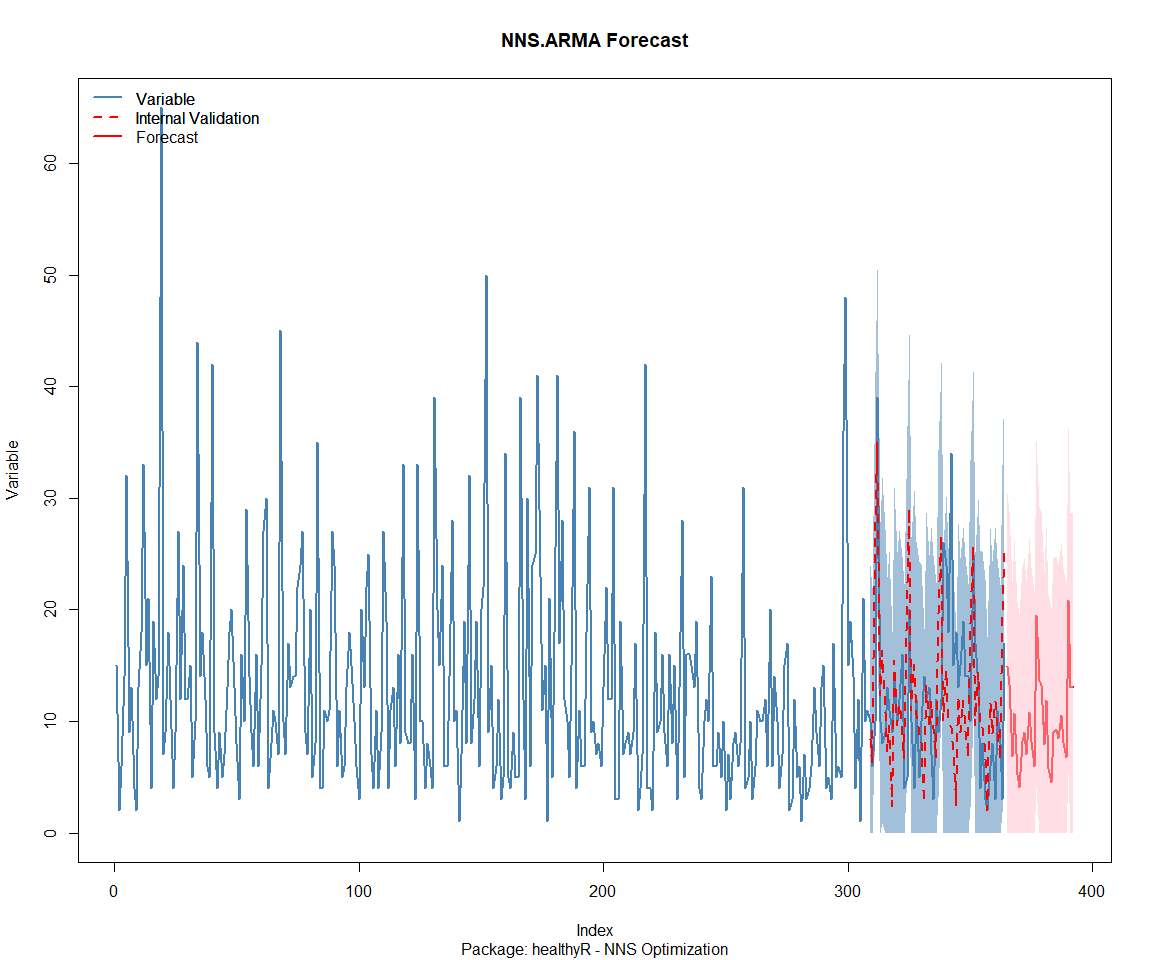 NNS.ARMA Forecast
Variable
Internal Validation
Forecast
Variable
60
50
40
30
20
10
0
0 100 200 300 400
Index
Package: healthyR - NNS Optimization